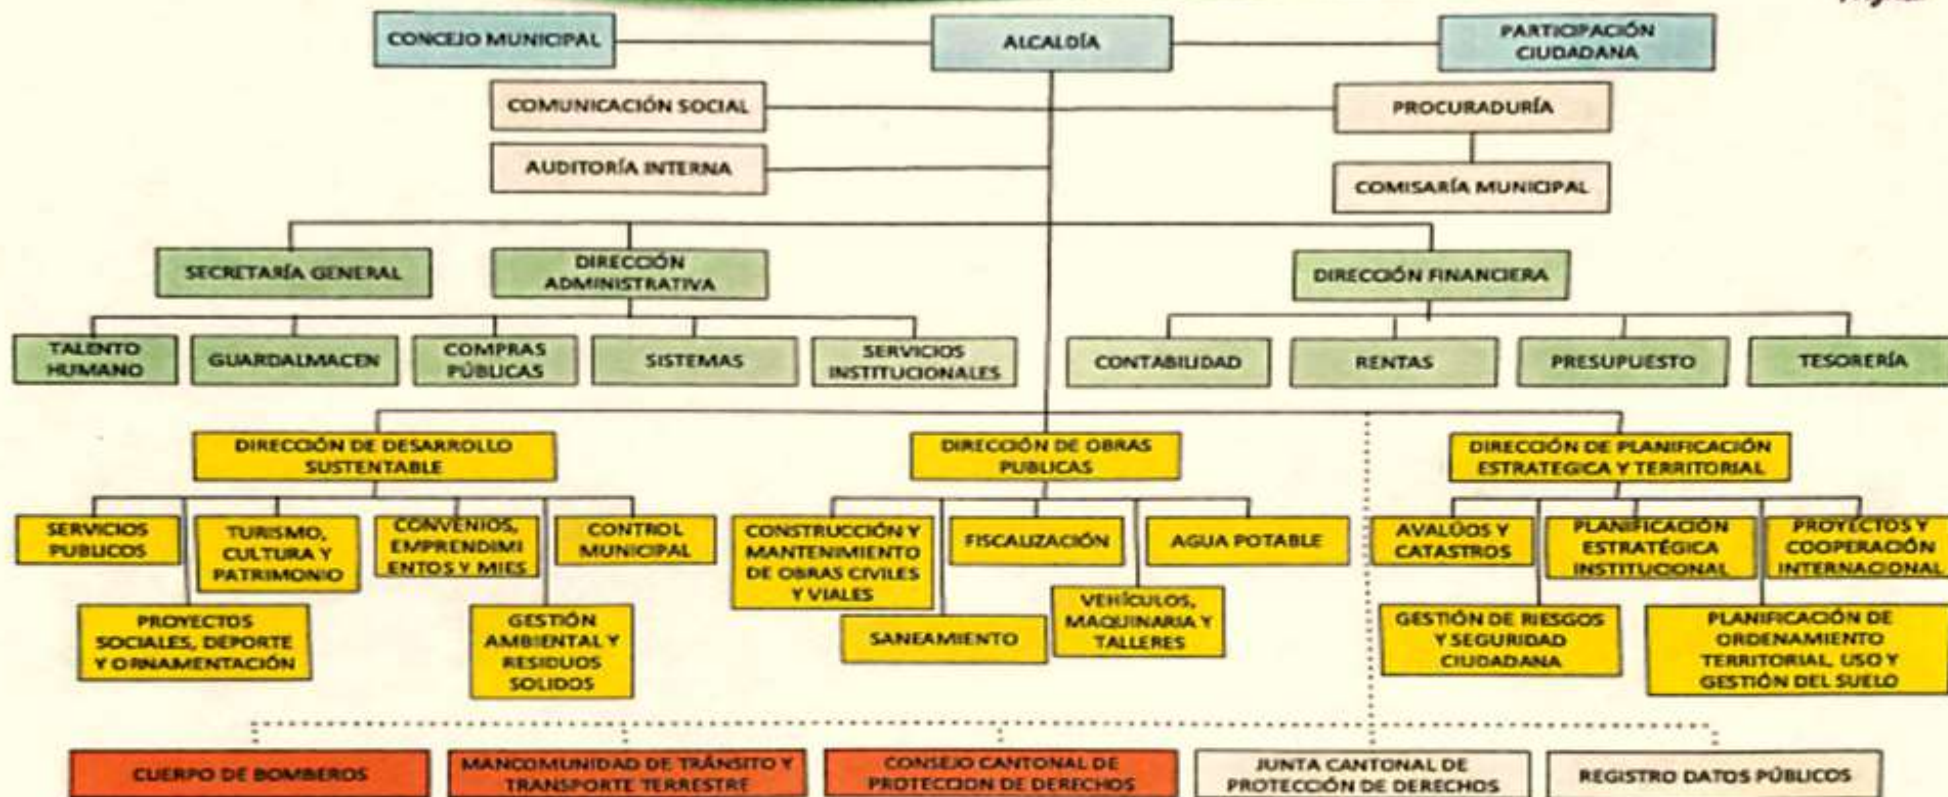 CONCEJO MUNICIPAL
ALCALDÍA
PARTICIPACIÓN
CIUDADANA
COMUNICACIÓN SOCIAL
PROCURADURÍA
AUDITORÍA INTERNA
COMISARÍA MUNICIPAL
SECRETARÍA GENERAL
DIRECCIÓN
ADMINISTRATIVA
DIRECCIÓN FINANCIERA
TALENTO
HUMANO
GUARDALMACEN
COMPRAS
PÚBLICAS
SISTEMAS
SERVICIOS
INSTITUCIONALES
CONTABILIDAD
RENTAS
PRESUPUESTO
TESORERÍA
DIRECCIÓN DE DESARROLLO
SUSTENTABLE
DIRECCIÓN DE OBRAS
PUBLICAS
DIRECCIÓN DE PLANIFICACIÓN
ESTRATEGICA Y TERRITORIAL
SERVICIOS
PUBLICOS
TURISMO,
CULTURA Y
PATRIMONIO
CONVENIOS,
EMPRENDIMI
ENTOS Y MIES
CONTROL
MUNICIPAL
CONSTRUCCIÓN Y
MANTENIMIENTO
DE OBRAS CIVILES
Y VIALES
FISCALIZACIÓN
AGUA POTABLE
AVALÚOS Y
CATASTROS
PLANIFICACIÓN
ESTRATÉGICA
INSTITUCIONAL
PROYECTOS Y
COOPERACIÓN
INTERNACIONAL
PROYECTOS
SOCIALES, DEPORTE
Y ORNAMENTACIÓN
GESTIÓN
AMBIENTAL Y
RESIDUOS
SOLIDOS
SANEAMIENTO
VEHÍCULOS,
MAQUINARIA Y
TALLERES
GESTIÓN DE RIESGOS
Y SEGURIDAD
CIUDADANA
PLANIFICACIÓN DE
ORDENAMIENTO
TERRITORIAL, USO Y
GESTIÓN DEL SUELO
CUERPO DE BOMBEROS
MANCOMUNIDAD DE TRÁNSITO Y
TRANSPORTE TERRESTRE
CONSEJO CANTONAL DE
PROTECCION DE DERECHOS
JUNTA CANTONAL DE
PROTECCIÓN DE DERECHOS
REGISTRO DATOS PÚBLICOS